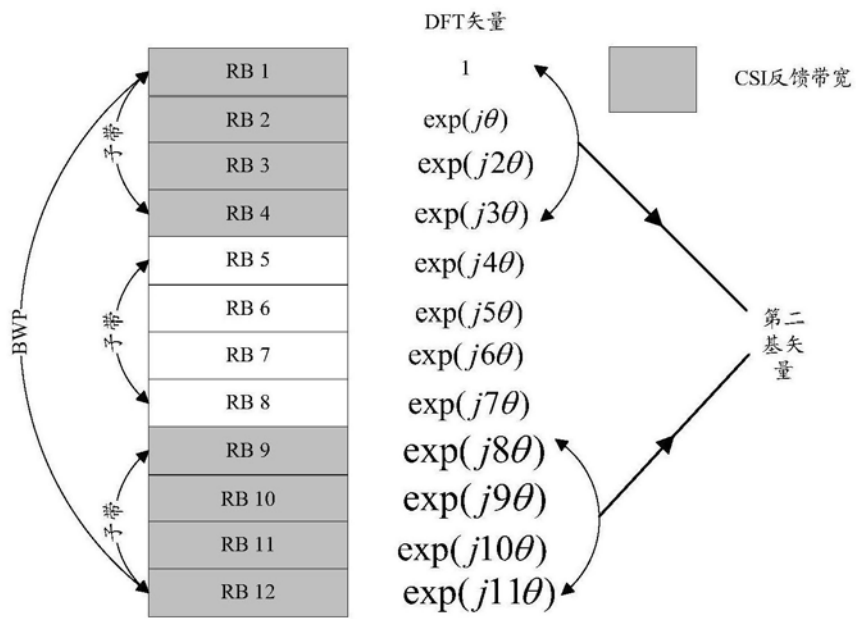 DFT矢量
RB 1
1
CSI反馈带宽
RB 2
exp(jθ)
子带
RB 3
exp(j2θ)
RB 4
exp(j3θ)
RB 5
exp(j4θ)
BWP
子带
RB 6
exp(j5θ)
第二
基矢
量
RB 7
exp(j6θ)
RB 8
exp(j7θ)
RB 9
exp(j8θ)
子带
RB 10
exp(j9θ)
RB 11
exp(j10θ)
RB 12
exp(j11θ)